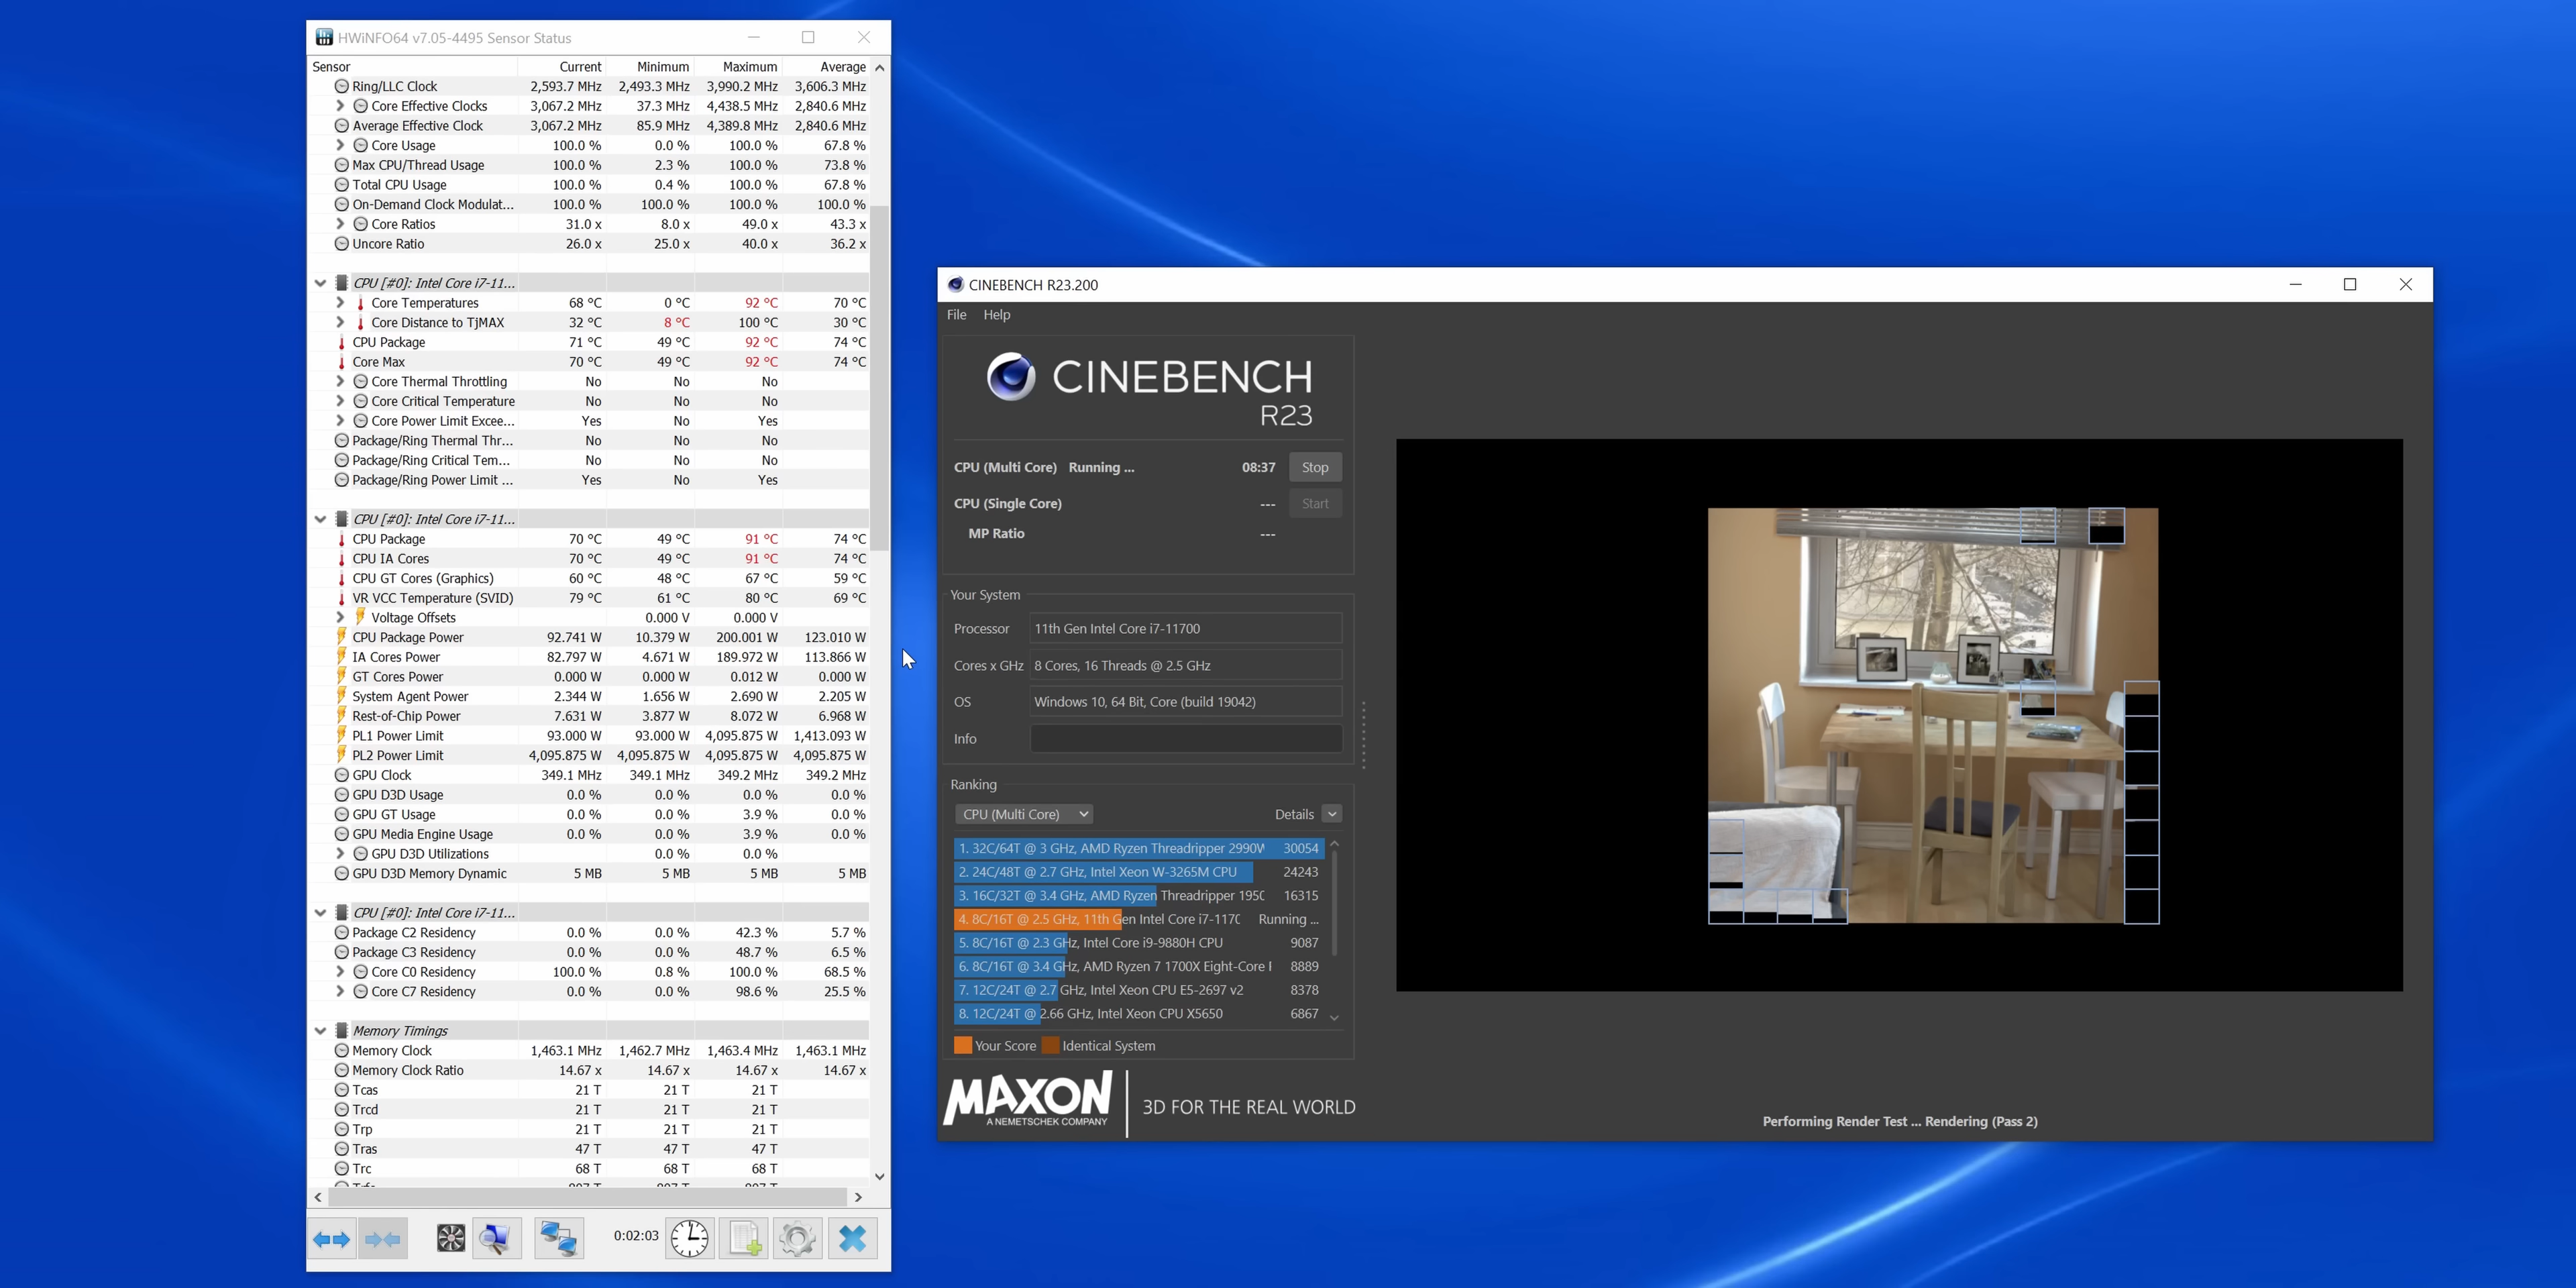 HWiNFO64 v7.05-4495 Sensor Status
Sensor Current Minimum Maximum Average
Ring/LLC Clock 2,593.7 MHz 2,493.3 MHz 3,990.2 MHz 3,606.3 MHz
Core Effective Clocks 3,067.2 MHz 37.3 MHz 4,438.5 MHz 2,840.6 MHz
Average Effective Clock 3,067.2 MHz 85.9 MHz 4,389.8 MHz 2,840.6 MHz
Core Usage 100.0 % 0.0 % 100.0 % 67.8 %
Max CPU/Thread Usage 100.0 % 2.3 % 100.0 % 73.8 %
Total CPU Usage 100.0 % 0.4 % 100.0 % 67.8 %
On-Demand Clock Modulat... 100.0 % 100.0 % 100.0 % 100.0 %
Core Ratios 31.0 x 8.0 x 49.0 x 43.3 x
Uncore Ratio 26.0 x 25.0 x 40.0 x 36.2 x
CPU [#0]: Intel Core i7-11...
Core Temperatures 68 °C 0 °C 92 °C 70 °C
Core Distance to TjMAX 32 °C 8 °C 100 °C 30 °C
CPU Package 71 °C 49 °C 92 °C 74 °C
Core Max 70 °C 49 °C 92 °C 74 °C
Core Thermal Throttling No No No
Core Critical Temperature No No No
Core Power Limit Excee... Yes No Yes
Package/Ring Thermal Thr... No No No
Package/Ring Critical Tem... No No No
Package/Ring Power Limit ... Yes No Yes
CPU [#0]: Intel Core i7-11...
CPU Package 70 °C 49 °C 91 °C 74 °C
CPU IA Cores 70 °C 49 °C 91 °C 74 °C
CPU GT Cores (Graphics) 60 °C 48 °C 67 °C 59 °C
VR VCC Temperature (SVID) 79 °C 61 °C 80 °C 69 °C
Voltage Offsets 0.000 V 0.000 V
CPU Package Power 92.741 W 10.379 W 200.001 W 123.010 W
IA Cores Power 82.797 W 4.671 W 189.972 W 113.866 W
GT Cores Power 0.000 W 0.000 W 0.012 W 0.000 W
System Agent Power 2.344 W 1.656 W 2.690 W 2.205 W
Rest-of-Chip Power 7.631 W 3.877 W 8.072 W 6.968 W
PL1 Power Limit 93.000 W 93.000 W 4,095.875 W 1,413.093 W
PL2 Power Limit 4,095.875 W 4,095.875 W 4,095.875 W 4,095.875 W
GPU Clock 349.1 MHz 349.1 MHz 349.2 MHz 349.2 MHz
GPU D3D Usage 0.0 % 0.0 % 0.0 % 0.0 %
GPU GT Usage 0.0 % 0.0 % 3.9 % 0.0 %
GPU Media Engine Usage 0.0 % 0.0 % 3.9 % 0.0 %
GPU D3D Utilizations 0.0 % 0.0 %
GPU D3D Memory Dynamic 5 MB 5 MB 5 MB 5 MB
CPU [#0]: Intel Core i7-11...
Package C2 Residency 0.0 % 0.0 % 42.3 % 5.7 %
Package C3 Residency 0.0 % 0.0 % 48.7 % 6.5 %
Core C0 Residency 100.0 % 0.8 % 100.0 % 68.5 %
Core C7 Residency 0.0 % 0.0 % 98.6 % 25.5 %
Memory Timings
Memory Clock 1,463.1 MHz 1,462.7 MHz 1,463.4 MHz 1,463.1 MHz
Memory Clock Ratio 14.67 x 14.67 x 14.67 x 14.67 x
Tcas 21 T 21 T 21 T
Trcd 21 T 21 T 21 T
Trp 21 T 21 T 21 T
Tras 47 T 47 T 47 T
Trc 68 T 68 T 68 T
0:02:03
CINEBENCH R23.200
File Help
CINEBENCH
R23
CPU (Multi Core) Running ... 08:37 Stop
CPU (Single Core) --- Start
MP Ratio ---
Your System
Processor 11th Gen Intel Core i7-11700
Cores x GHz 8 Cores, 16 Threads @ 2.5 GHz
OS Windows 10, 64 Bit, Core (build 19042)
Info
Ranking
CPU (Multi Core) Details
1. 32C/64T @ 3 GHz, AMD Ryzen Threadripper 2990W 30054
2. 24C/48T @ 2.7 GHz, Intel Xeon W-3265M CPU 24243
3. 16C/32T @ 3.4 GHz, AMD Ryzen Threadripper 195C 16315
4. 8C/16T @ 2.5 GHz, 11th Gen Intel Core i7-117C Running ...
5. 8C/16T @ 2.3 GHz, Intel Core i9-9880H CPU 9087
6. 8C/16T @ 3.4 GHz, AMD Ryzen 7 1700X Eight-Core 8889
7. 12C/24T @ 2.7 GHz, Intel Xeon CPU E5-2697 v2 8378
8. 12C/24T @ 2.66 GHz, Intel Xeon CPU X5650 6867
Your Score Identical System
MAXON
A NEMETSCHEK COMPANY
3D FOR THE REAL WORLD
Performing Render Test ... Rendering (Pass 2)